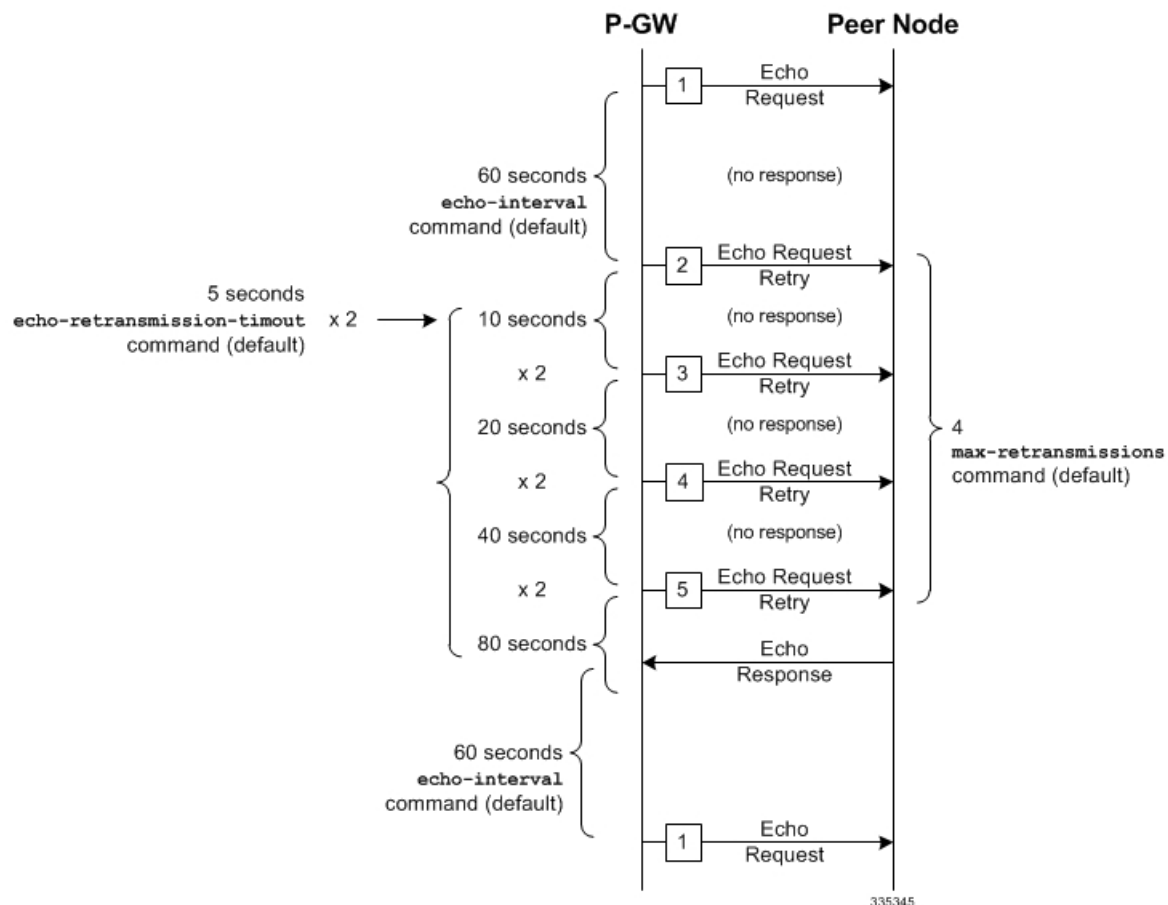 P-GW
Peer Node
1
Echo
Request
60 seconds
echo-interval
command (default)
(no response)
2
Echo Request
Retry
5 seconds
echo-retransmission-timout
command (default)
x 2
10 seconds
(no response)
x 2
3
Echo Request
Retry
20 seconds
(no response)
4
max-retransmissions
command (default)
x 2
4
Echo Request
Retry
40 seconds
(no response)
x 2
5
Echo Request
Retry
80 seconds
Echo
Response
60 seconds
echo-interval
command (default)
1
Echo
Request
335345